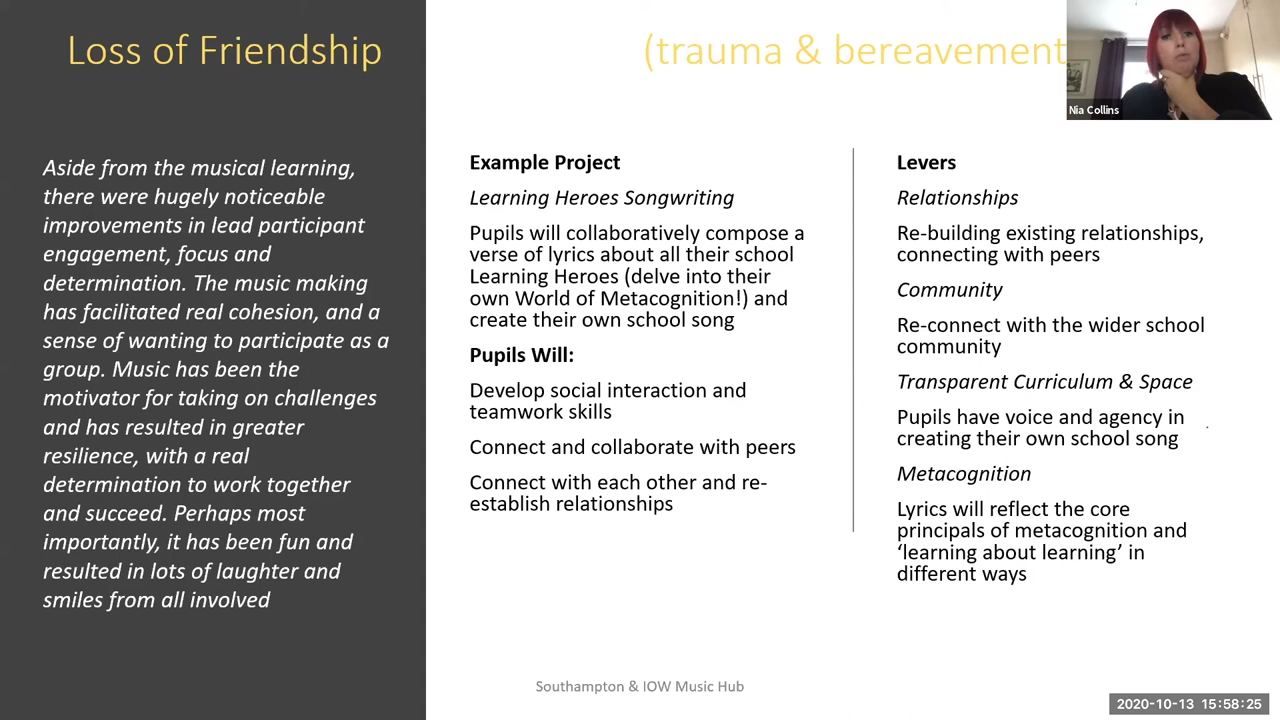 Loss of Friendship
(trauma & bereavement
Nia Collins
Aside from the musical learning,
there were hugely noticeable
improvements in lead participant
engagement, focus and
determination. The music making
has facilitated real cohesion, and a
sense of wanting to participate as a
group. Music has been the
motivator for taking on challenges
and has resulted in greater
resilience, with a real
determination to work together
and succeed. Perhaps most
importantly, it has been fun and
resulted in lots of laughter and
smiles from all involved
Example Project
Learning Heroes Songwriting
Pupils will collaboratively compose a
verse of lyrics about all their school
Learning Heroes (delve into their
own World of Metacognition!) and
create their own school song
Pupils Will:
Develop social interaction and
teamwork skills
Connect and collaborate with peers
Connect with each other and re-
establish relationships
Levers
Relationships
Re-building existing relationships,
connecting with peers
Community
Re-connect with the wider school
community
Transparent Curriculum & Space
Pupils have voice and agency in
creating their own school song
Metacognition
Lyrics will reflect the core
principals of metacognition and
‘learning about learning’ in
different ways
Southampton & IOW Music Hub
2020-10-13 15:58:25